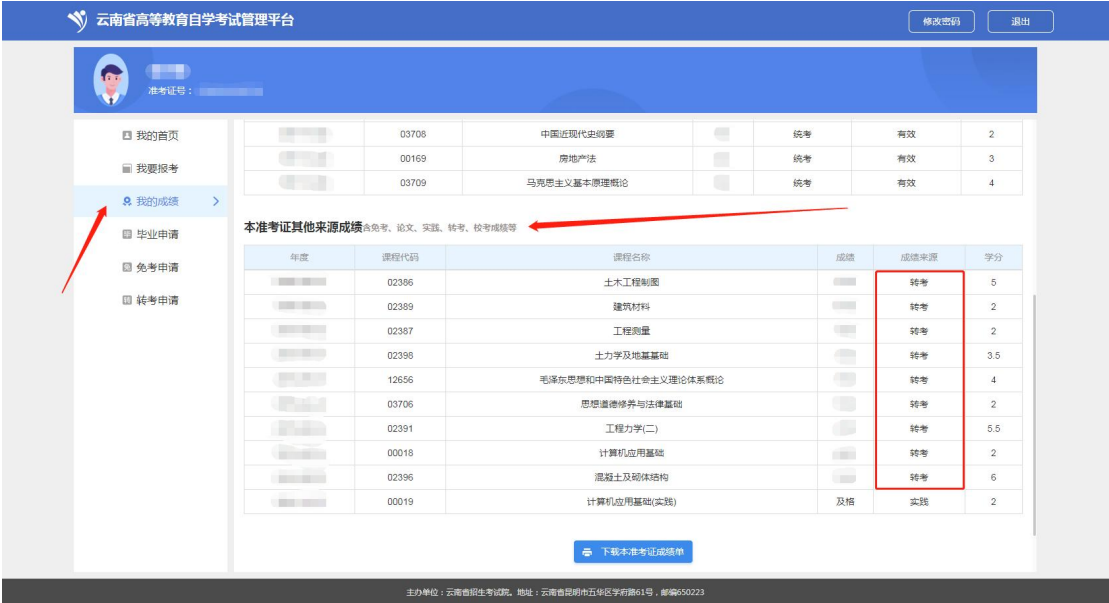 云南省高等教育自学考试管理平台 修改密码 退出
准考证号：
我的首页
我要报考
我的成绩
毕业申请
免考申请
转考申请
03708 中国近现代史纲要 统考 有效 2
00169 房地产法 统考 有效 3
03709 马克思主义基本原理概论 统考 有效 4
本准考证其他来源成绩含免考、论文、实践、转考、校考成绩等
年度 课程代码 课程名称 成绩 成绩来源 学分
02386 土木工程制图 转考 5
02389 建筑材料 转考 2
02387 工程测量 转考 2
02398 土力学及地基基础 转考 3.5
12656 毛泽东思想和中国特色社会主义理论体系概论 转考 4
03706 思想道德修养与法律基础 转考 2
02391 工程力学(二) 转考 5.5
00018 计算机应用基础 转考 2
02396 混凝土及砌体结构 转考 6
00019 计算机应用基础(实践) 及格 实践 2
下载本准考证成绩单
主办单位：云南省招生考试院。地址：云南省昆明市五华区学府路61号，邮编650223